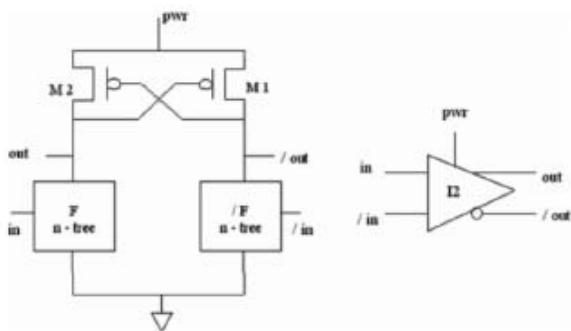 pwr
M 2
M 1
out
/ out
F
n - tree
/ F
n - tree
in
/ in
pwr
in
/ in
I2
out
/ out